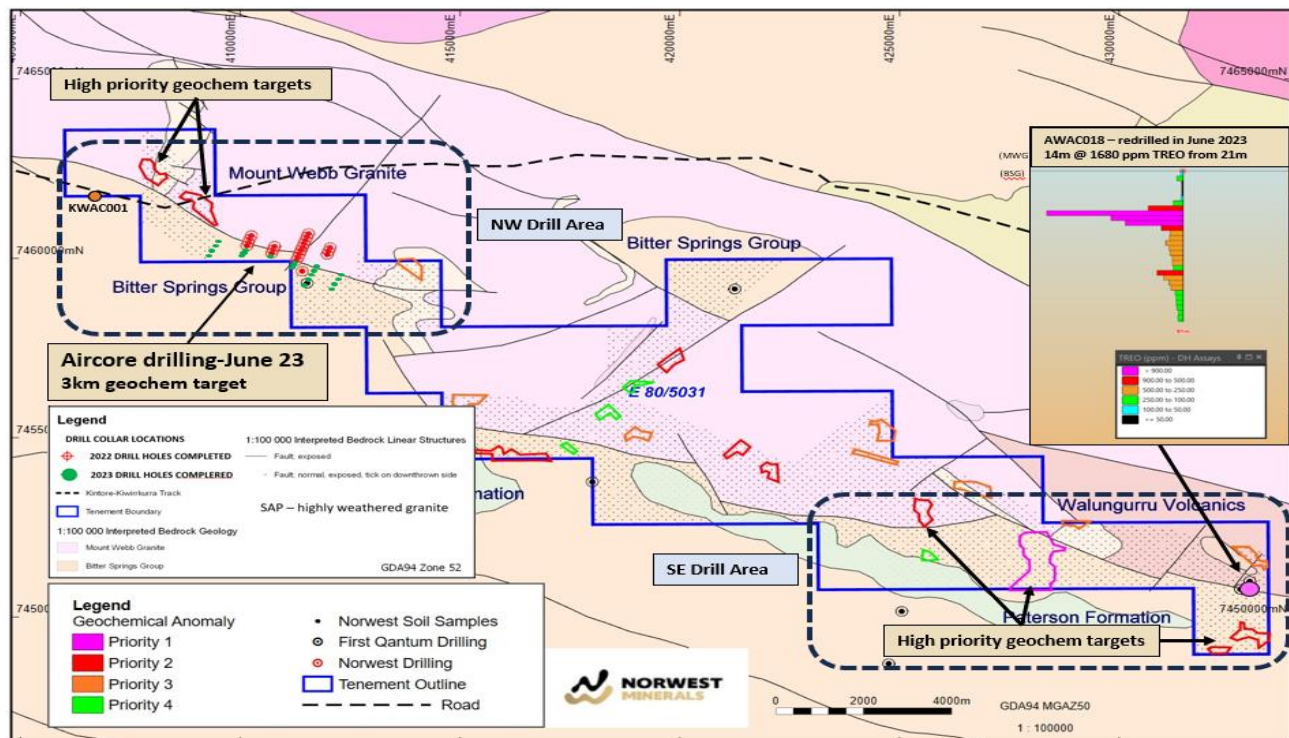 405000mE
410000mE
415000mE
420000mE
425000mE
430000mE
7465000mN
7465000mN
High priority geochem targets
AWAC018 – redrilled in June 2023
14m @ 1680 ppm TREO from 21m
(MWG
(BSG)
Mount Webb Granite
KWAC001
NW Drill Area
7460000mN
Bitter Springs Group
Bitter Springs Group
Aircore drilling-June 23
3km geochem target
TREO (ppm) - DH Assays
> 900.00
900.00 to 500.00
500.00 to 250.00
250.00 to 100.00
100.00 to 50.00
<= 50.00
E 80/5031
7455000mN
Legend
DRILL COLLAR LOCATIONS
2022 DRILL HOLES COMPLETED
2023 DRILL HOLES COMPLERED
Kintore-Kiwirrkurra Track
Tenement Boundary
1:100 000 Interpreted Bedrock Geology
Mount Webb Granite
Bitter Springs Group
1:100 000 Interpreted Bedrock Linear Structures
Fault, exposed
Fault, normal, exposed, tick on downthrown side
SAP – highly weathered granite
GDA94 Zone 52
mation
Walungurru Volcanics
SE Drill Area
Paterson Formation
7450000mN
High priority geochem targets
745000
Legend
Geochemical Anomaly
Priority 1
Priority 2
Priority 3
Priority 4
Norwest Soil Samples
First Qantum Drilling
Norwest Drilling
Tenement Outline
Road
NORWEST
MINERALS
0
2000
4000m
GDA94 MGAZ50
1 : 100000